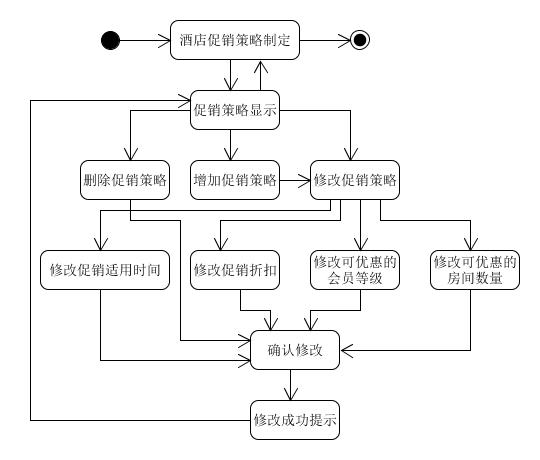 酒店促销策略制定
促销策略显示
删除促销策略
增加促销策略
修改促销策略
修改促销适用时间
修改促销折扣
修改可优惠的
会员等级
修改可优惠的
房间数量
确认修改
修改成功提示